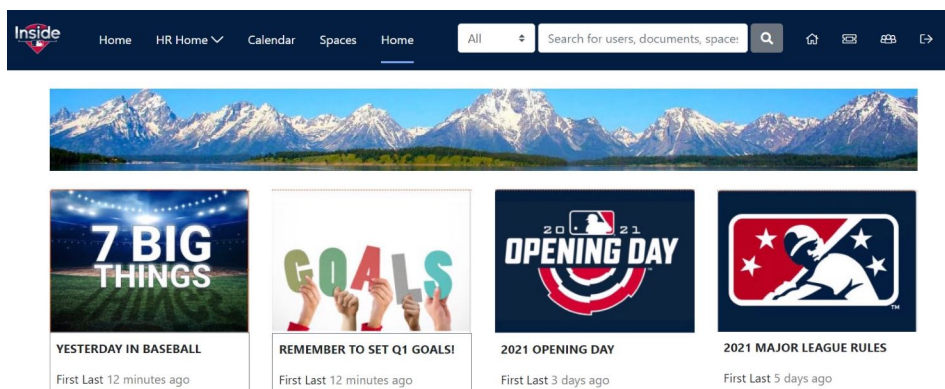 Inside
Home HR Home Calendar Spaces Home All Search for users, documents, spaces
7 BIG
THINGS
GOALS
2021
OPENING DAY
TM
YESTERDAY IN BASEBALL
First Last 12 minutes ago
REMEMBER TO SET Q1 GOALS!
First Last 12 minutes ago
2021 OPENING DAY
First Last 3 days ago
2021 MAJOR LEAGUE RULES
First Last 5 days ago